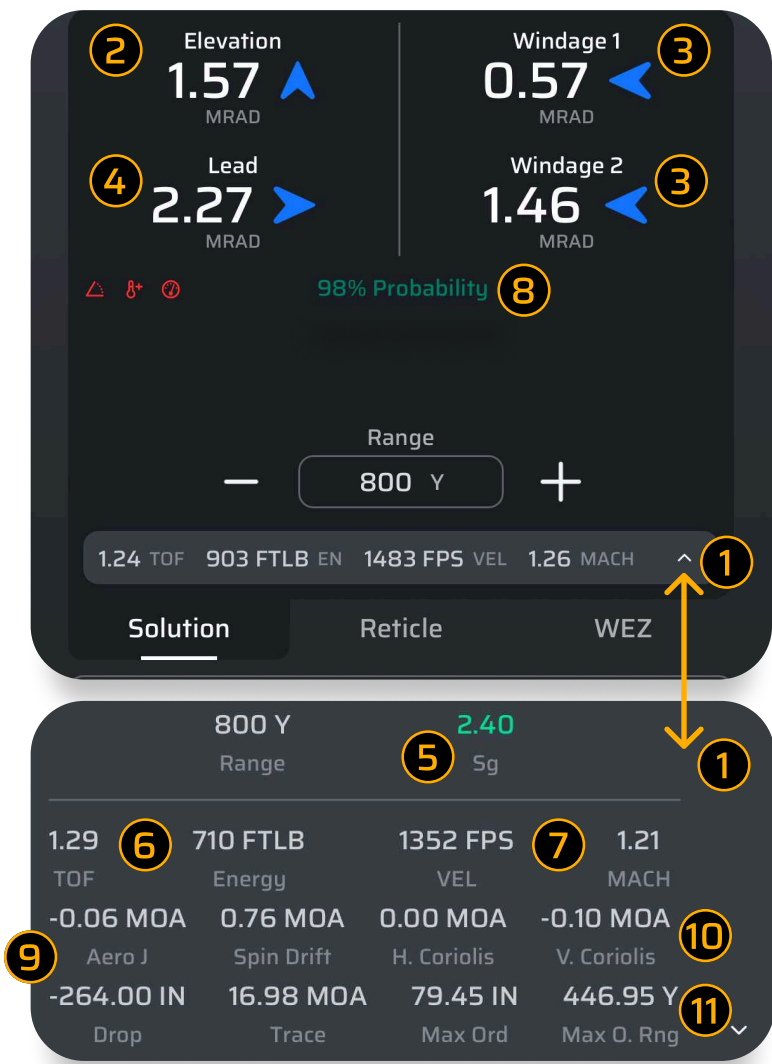 2 Elevation Windage 1 3
1.57 0.57
MRAD MRAD
4 Lead Windage 2 3
2.27 1.46
MRAD MRAD
98% Probability 8
Range
800 Y
1.24 TOF 903 FTLB EN 1483 FPS VEL 1.26 MACH 1
Solution Reticle WEZ
800 Y 2.40
Range 5 Sg 1
1.29 6 710 FTLB 1352 FPS 7 1.21
TOF Energy VEL MACH
-0.06 MOA 0.76 MOA 0.00 MOA -0.10 MOA 10
9 Aero J Spin Drift H. Coriolis V. Coriolis
-264.00 IN 16.98 MOA 79.45 IN 446.95 Y 11
Drop Trace Max Ord Max O. Rng